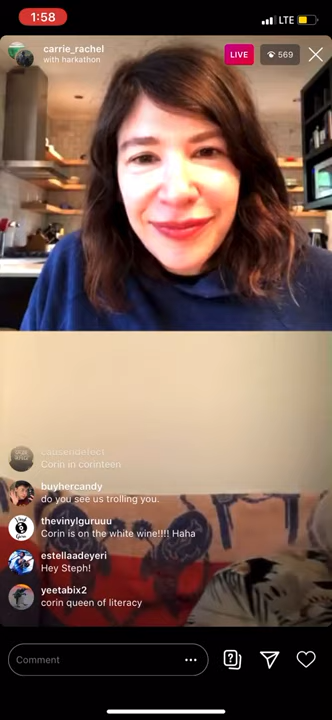 1:58
LTE
carrie_rachel
with harkathon
LIVE
569
Corin in corinteen
buyhercandy
do you see us trolling you.
thevinylguruuu
Corin is on the white wine!!!! Haha
estellaadeyeri
Hey Steph!
yeetabix2
corin queen of literacy
Comment